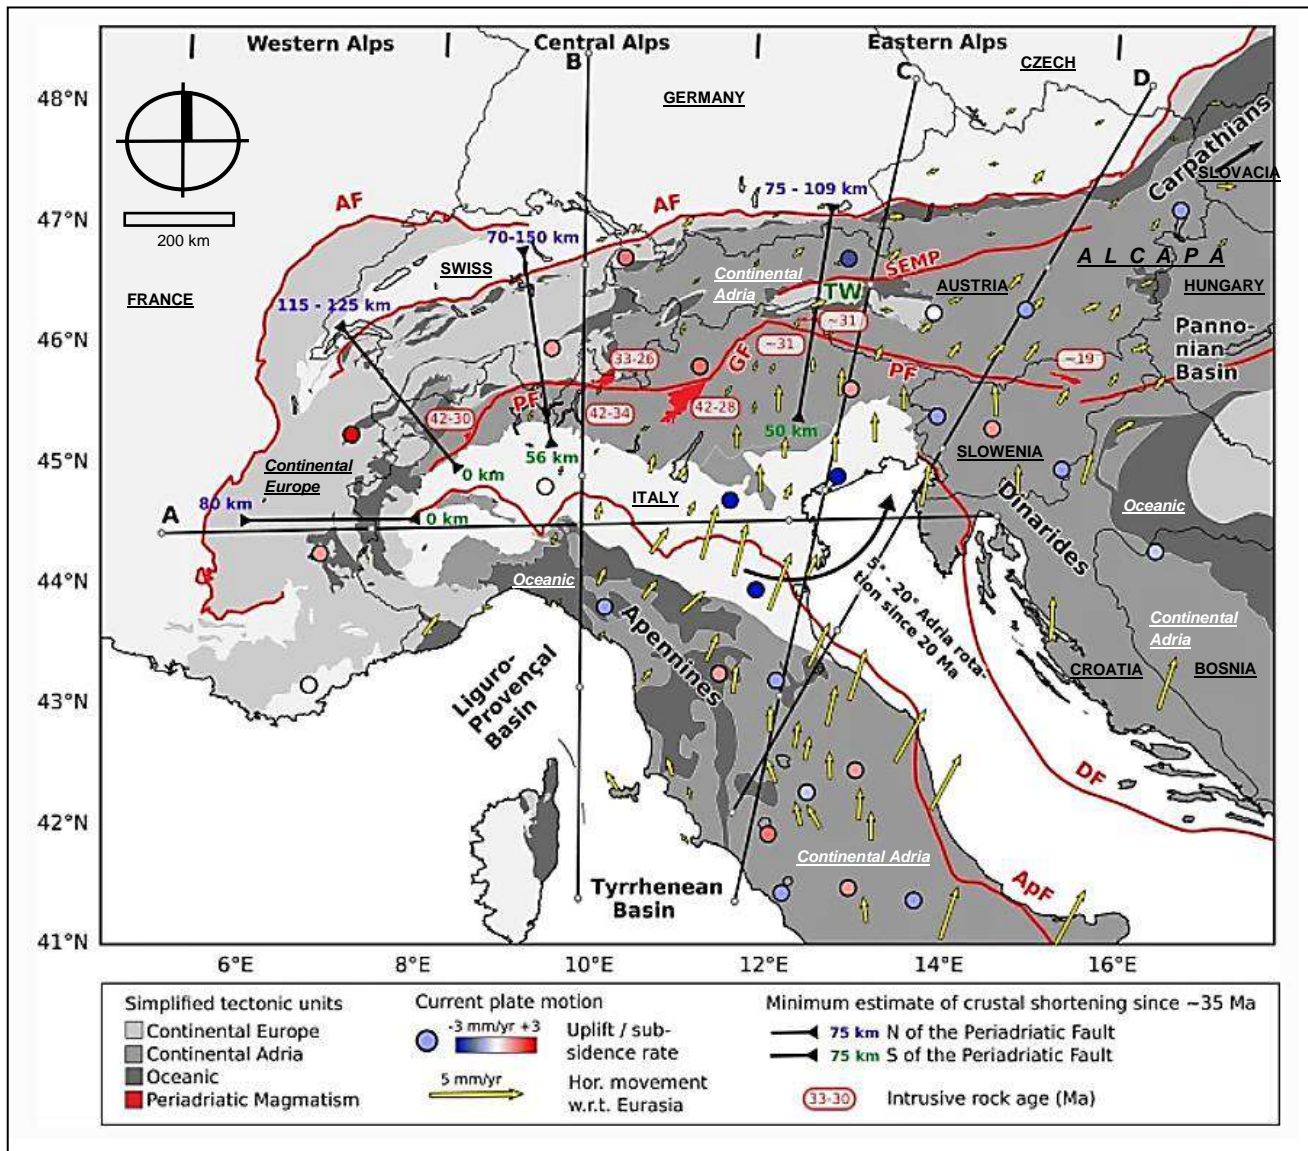 Western Alps
Central Alps
Eastern Alps
B
C
D
CZECH
GERMANY
48°N
Carpathians
SLOVACIA
75 - 109 km
AF
AF
47°N
200 km
70-150 km
SEMP
A L C A P A
SWISS
Continental
Adria
TW
AUSTRIA
HUNGARY
FRANCE
115 - 125 km
~31
46°N
33-26
~31
GF
PF
~19
Panno-
nian
Basin
PF
42-30
42-34
42-28
50 km
56 km
0 km
SLOWENIA
45°N
Continental
Europe
80 km
ITALY
A
0 km
Dinarides
Oceanic
44°N
Oceanic
5° - 20° Adria rota-
tion since 20 Ma
Apennines
Continental
Adria
CROATIA
BOSNIA
Liguro-
Provençal
Basin
43°N
DF
42°N
Continental Adria
Tyrrhenean
Basin
ApF
41°N
6°E
8°E
10°E
12°E
14°E
16°E
Simplified tectonic units
Continental Europe
Continental Adria
Oceanic
Periadriatic Magmatism
Current plate motion
-3 mm/yr +3
Uplift / sub-
sidence rate
5 mm/yr
Hor. movement
w.r.t. Eurasia
Minimum estimate of crustal shortening since ~35 Ma
75 km N of the Periadriatic Fault
75 km S of the Periadriatic Fault
33-30
Intrusive rock age (Ma)